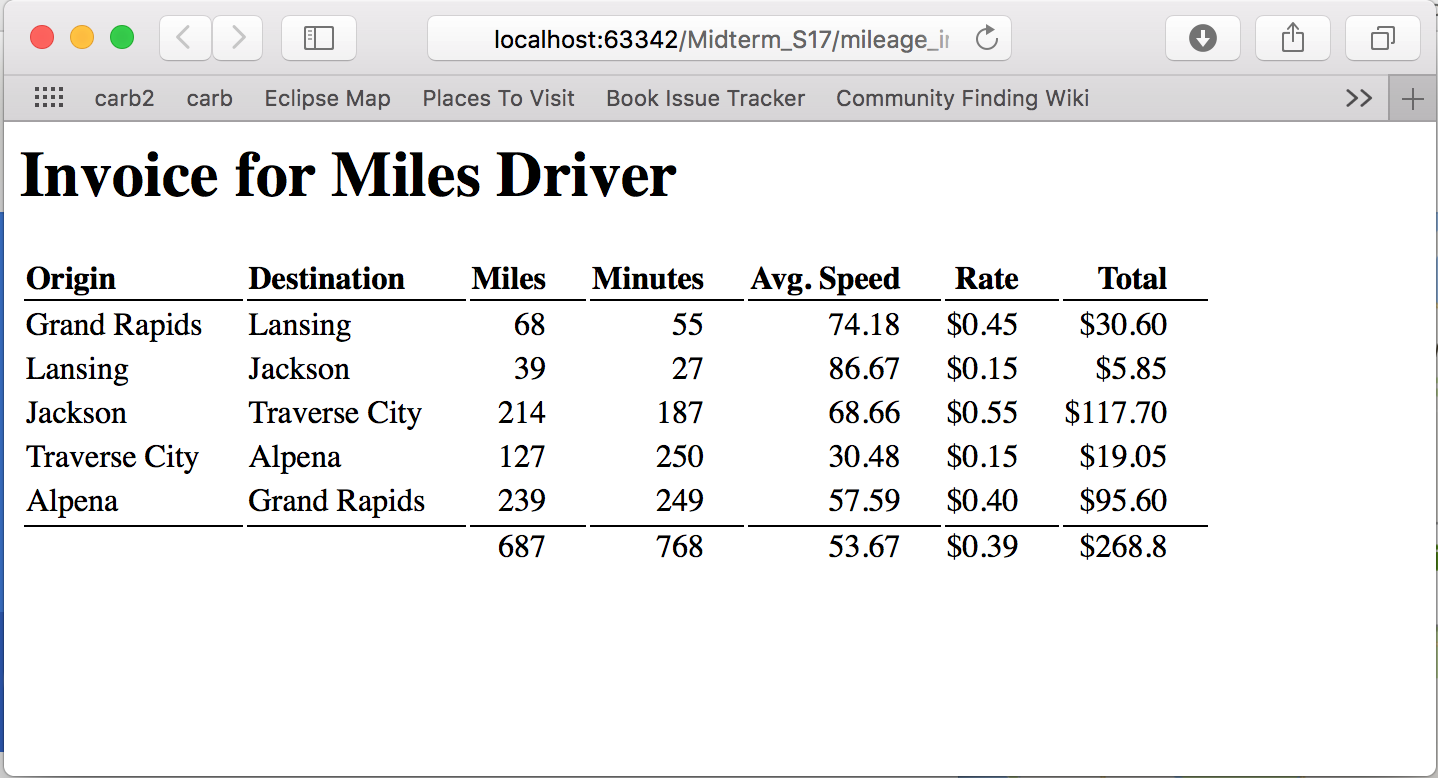 localhost:63342/Midterm_S17/mileage_i
carb2 carb Eclipse Map Places To Visit Book Issue Tracker Community Finding Wiki >> +
Invoice for Miles Driver
Origin Destination Miles Minutes Avg. Speed Rate Total
Grand Rapids Lansing 68 55 74.18 $0.45 $30.60
Lansing Jackson 39 27 86.67 $0.15 $5.85
Jackson Traverse City 214 187 68.66 $0.55 $117.70
Traverse City Alpena 127 250 30.48 $0.15 $19.05
Alpena Grand Rapids 239 249 57.59 $0.40 $95.60
687 768 53.67 $0.39 $268.8